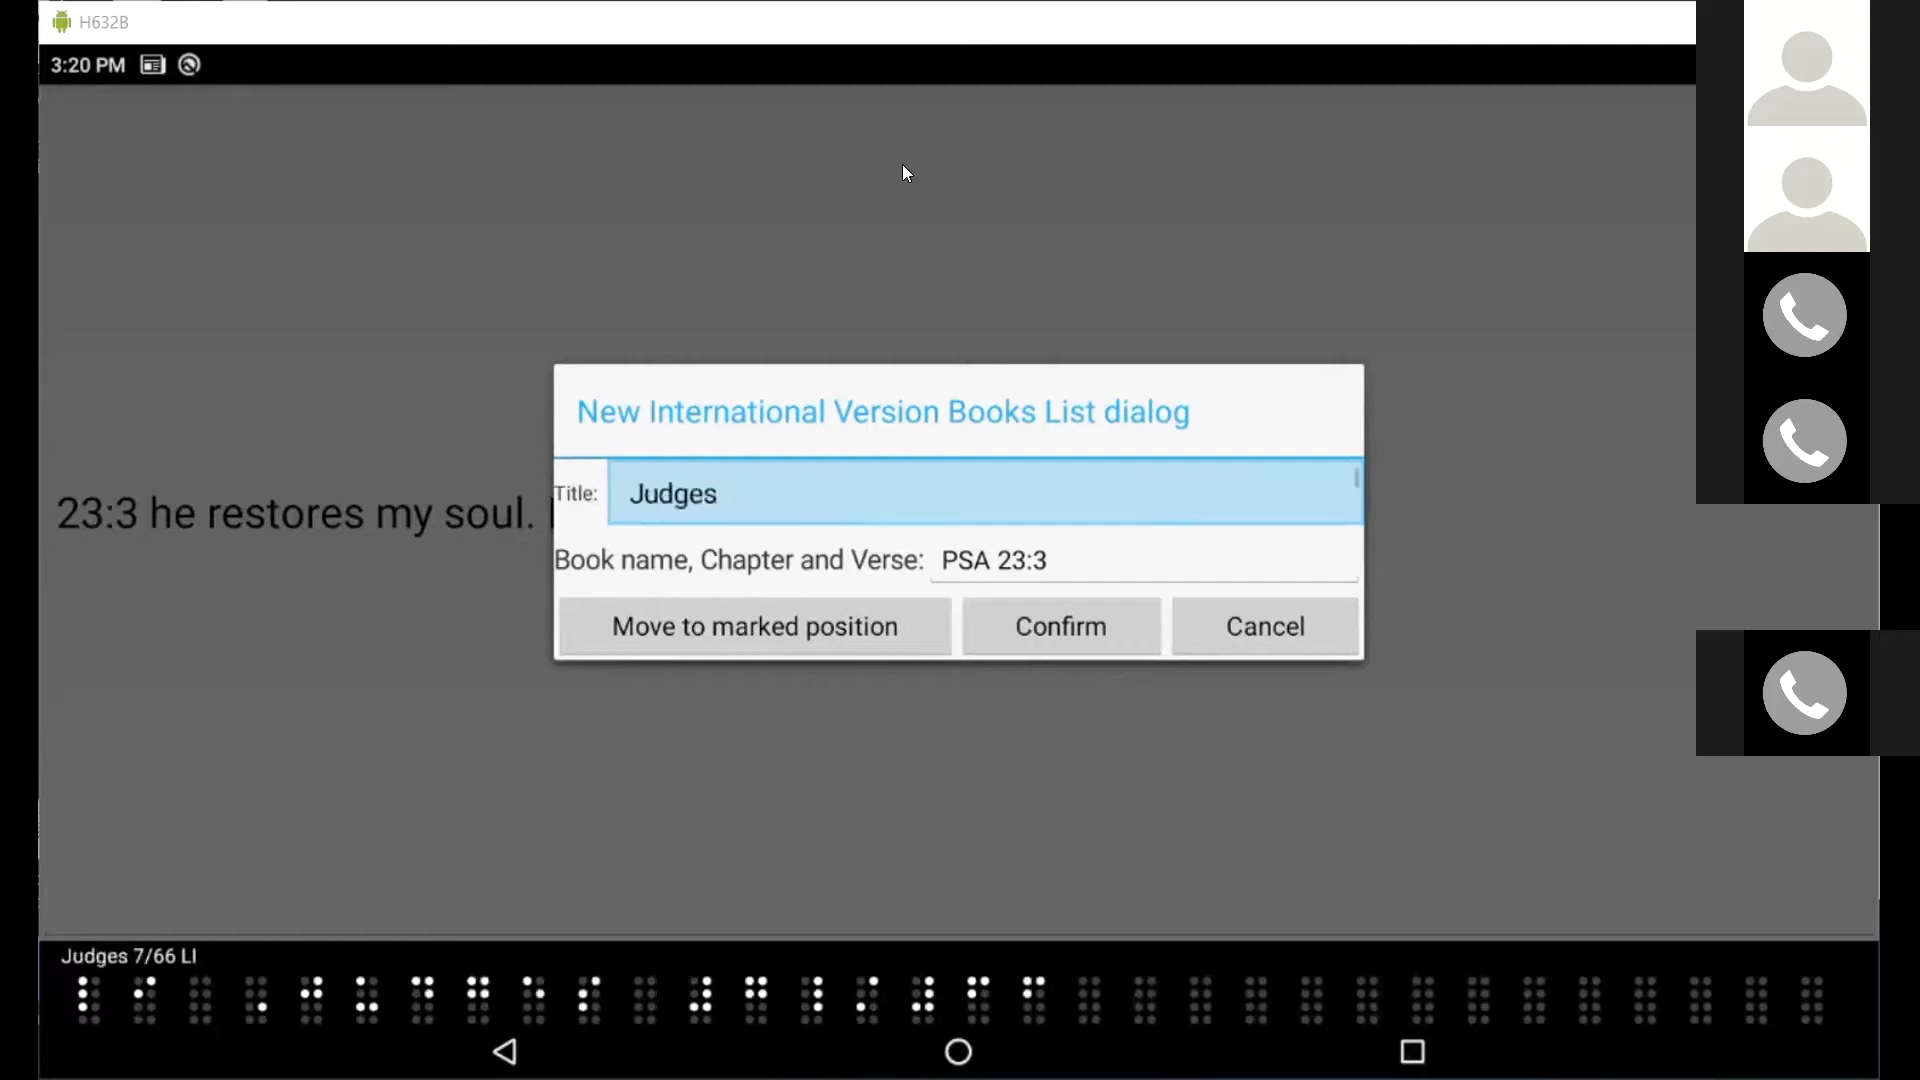 H632B
3:20 PM
New International Version Books List dialog
Title: Judges
23:3 he restores my soul.
Book name, Chapter and Verse: PSA 23:3
Move to marked position Confirm Cancel
Judges 7/66 LI